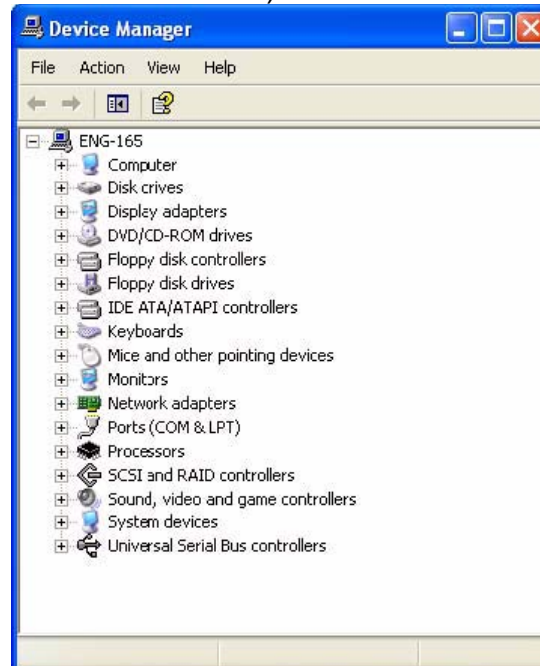 Device Manager
File Action View Help
ENG-165
Computer
Disk crives
Display adapters
DVD/CD-ROM drives
Floppy disk controllers
Floppy disk drives
IDE ATA/ATAPI controllers
Keyboards
Mice and other pointing devices
Monitors
Network adapters
Ports (COM & LPT)
Processors
SCSI and RAID controllers
Sound, video and game controllers
System devices
Universal Serial Bus controllers